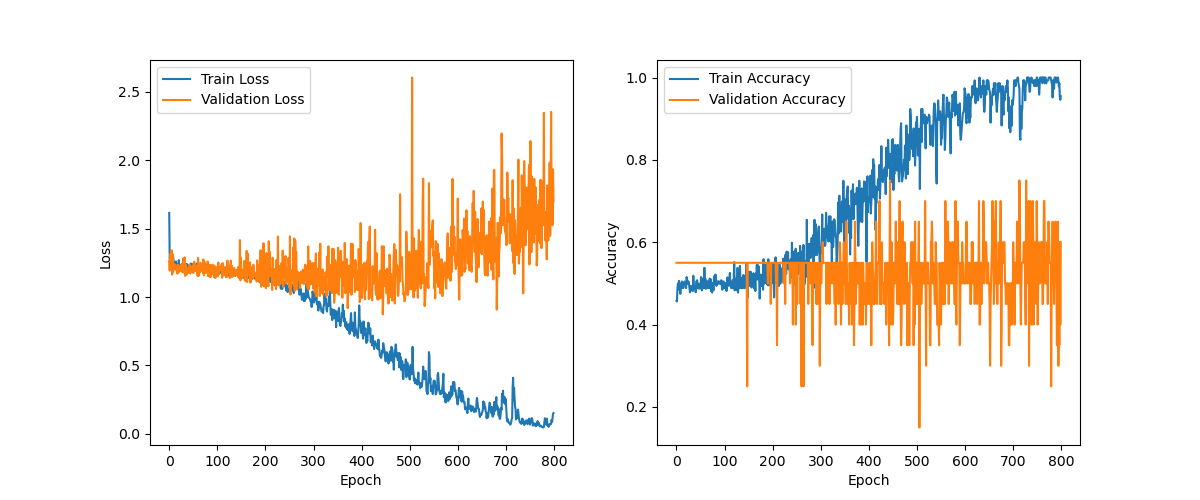 Train Loss
Validation Loss
2.5
2.0
1.5
1.0
0.5
0.0
Loss
0 100 200 300 400 500 600 700 800
Epoch
Train Accuracy
Validation Accuracy
1.0
0.8
0.6
0.4
0.2
Accuracy
0 100 200 300 400 500 600 700 800
Epoch